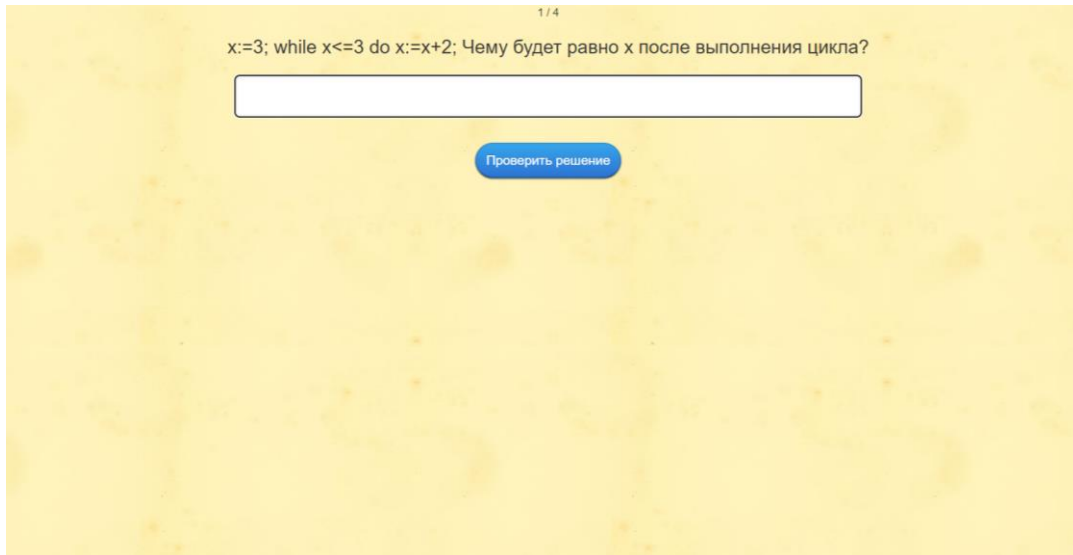 1 / 4
x:=3; while x<=3 do x:=x+2; Чему будет равно x после выполнения цикла?
Проверить решение